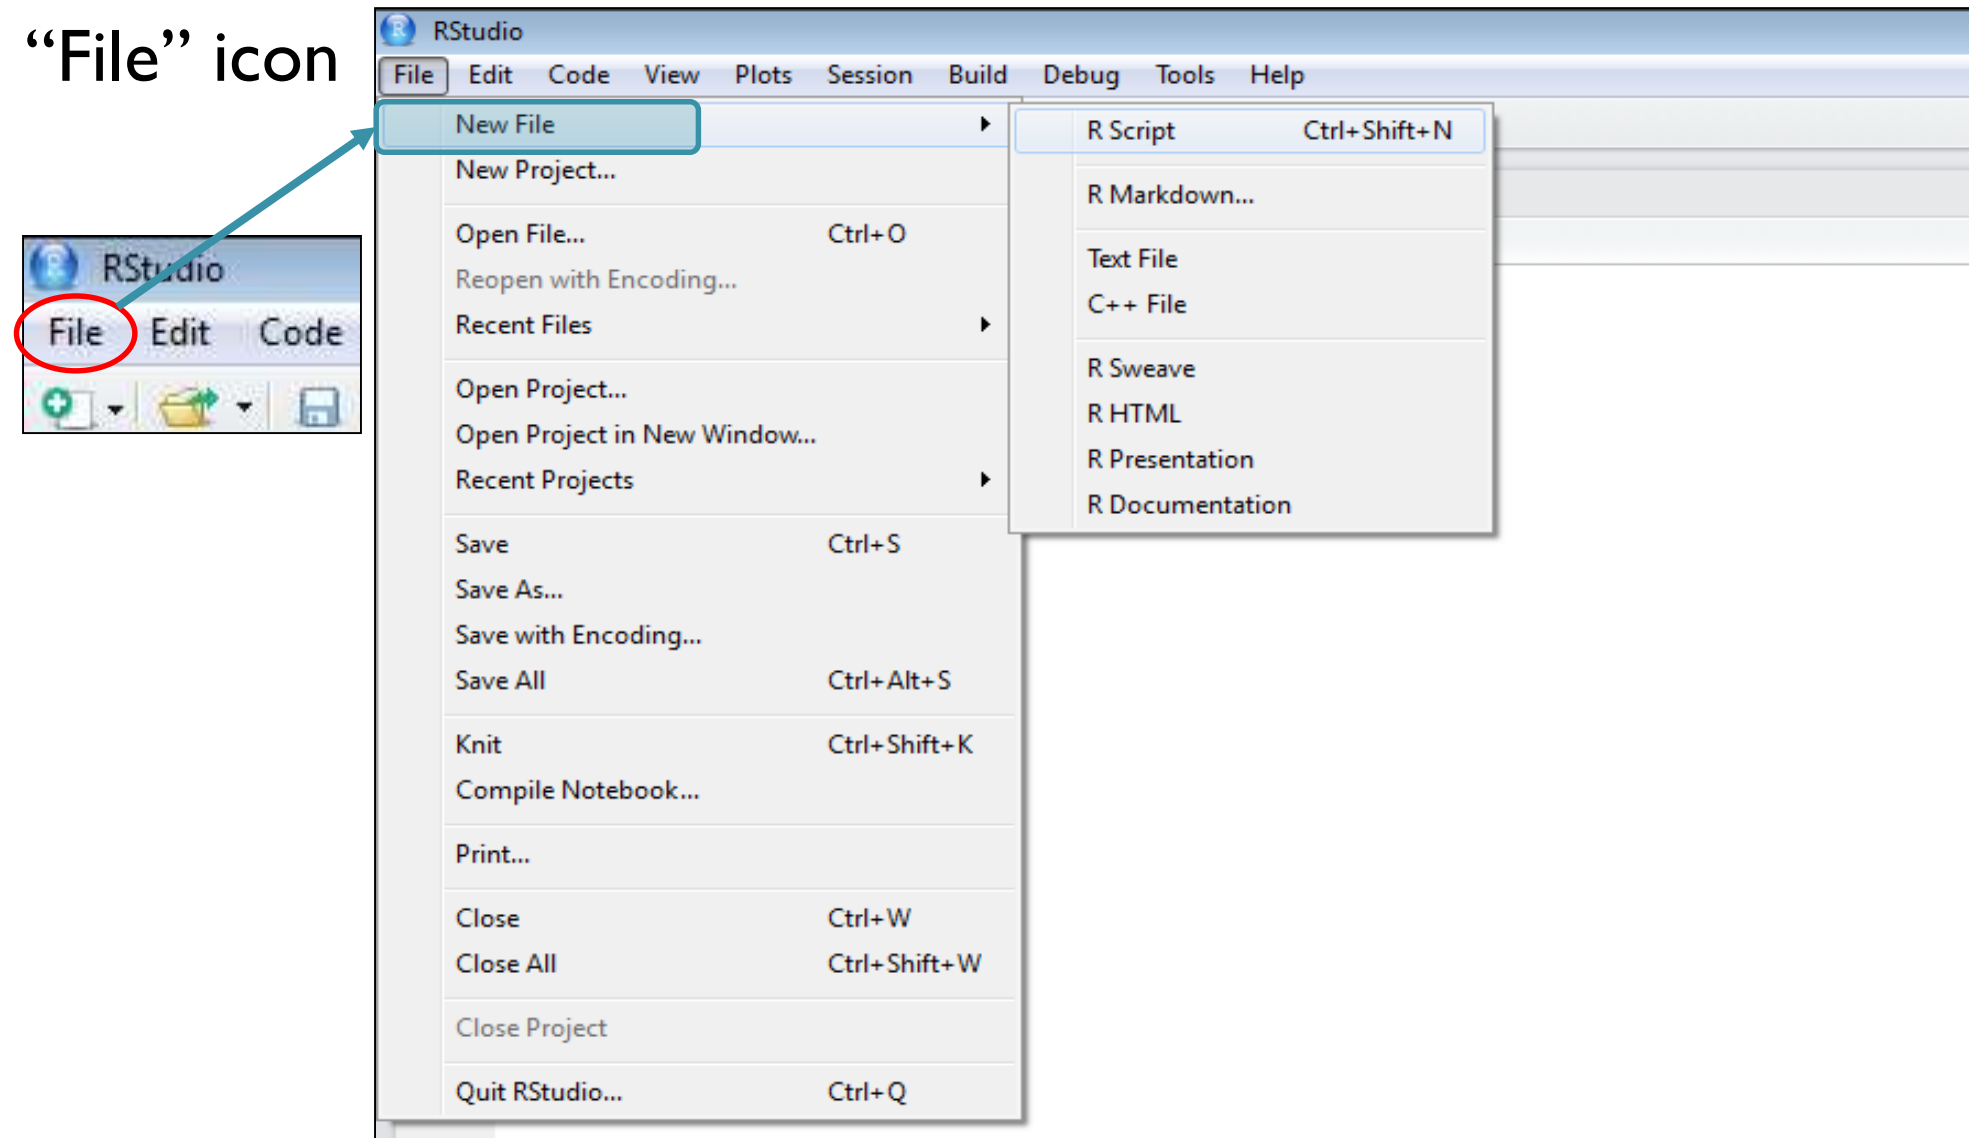 “File” icon
RStudio
File Edit Code
RStudio
File Edit Code View Plots Session Build Debug Tools Help
New File
New Project...
Open File... Ctrl+O
Reopen with Encoding...
Recent Files
Open Project...
Open Project in New Window...
Recent Projects
Save Ctrl+S
Save As...
Save with Encoding...
Save All Ctrl+Alt+S
Knit Ctrl+Shift+K
Compile Notebook...
Print...
Close Ctrl+W
Close All Ctrl+Shift+W
Close Project
Quit RStudio... Ctrl+Q
R Script Ctrl+Shift+N
R Markdown...
Text File
C++ File
R Sweave
R HTML
R Presentation
R Documentation